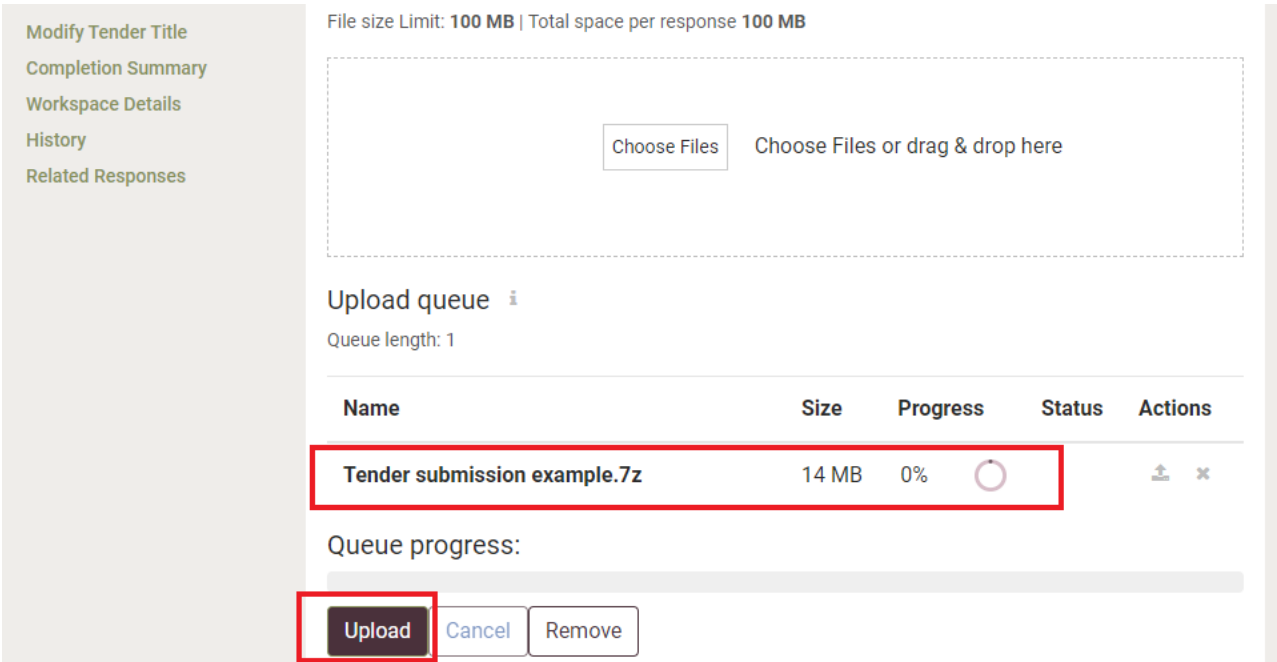 Modify Tender Title
Completion Summary
Workspace Details
History
Related Responses
File size Limit: 100 MB | Total space per response 100 MB
Choose Files Choose Files or drag & drop here
Upload queue i
Queue length: 1
Name Size Progress Status Actions
Tender submission example.7z 14 MB 0%
Queue progress:
Upload Cancel Remove